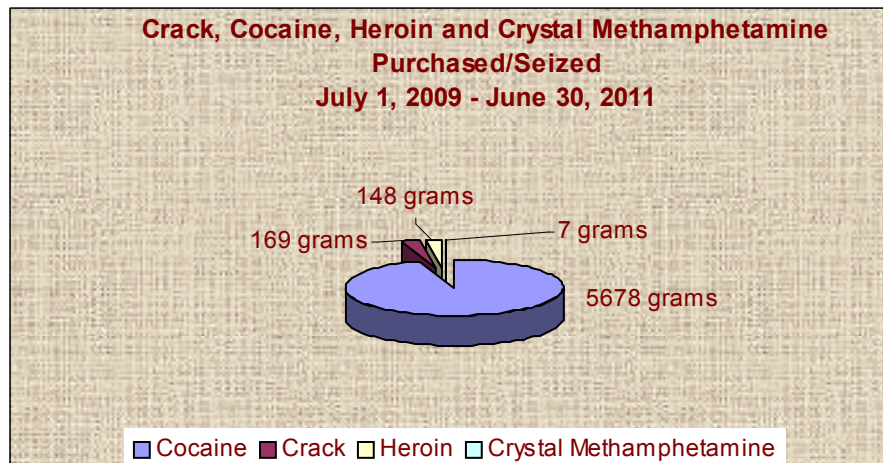 Crack, Cocaine, Heroin and Crystal Methamphetamine
Purchased/Seized
July 1, 2009 - June 30, 2011
148 grams
169 grams
7 grams
5678 grams
Cocaine Crack Heroin Crystal Methamphetamine